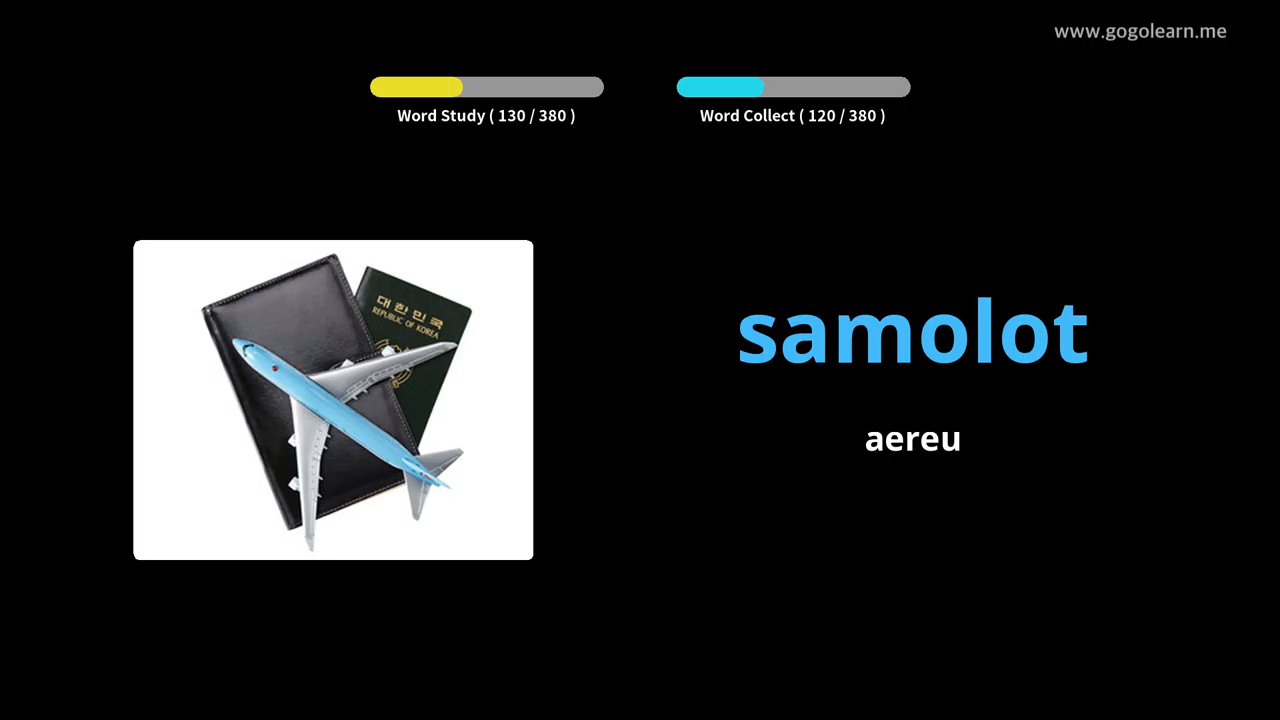 www.gogolearn.me
Word Study ( 130 / 380 )
Word Collect ( 120 / 380 )
대한민국
REPUBLIC OF KOREA
samolot
aereu